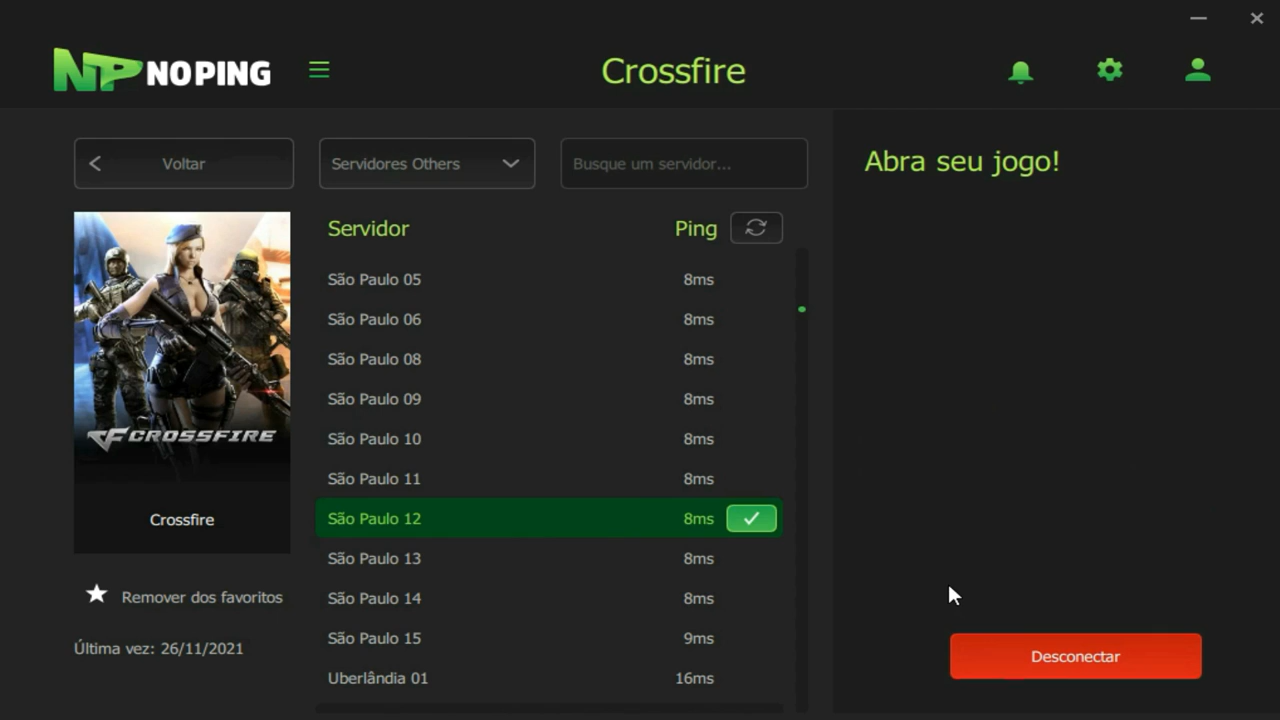 NP NOPING
Crossfire
Voltar
Servidores Others
Busque um servidor...
Abra seu jogo!
Servidor Ping
São Paulo 05 8ms
São Paulo 06 8ms
São Paulo 08 8ms
São Paulo 09 8ms
São Paulo 10 8ms
São Paulo 11 8ms
São Paulo 12 8ms
São Paulo 13 8ms
São Paulo 14 8ms
São Paulo 15 9ms
Uberlândia 01 16ms
CF CROSSFIRE
Crossfire
Remover dos favoritos
Última vez: 26/11/2021
Desconectar